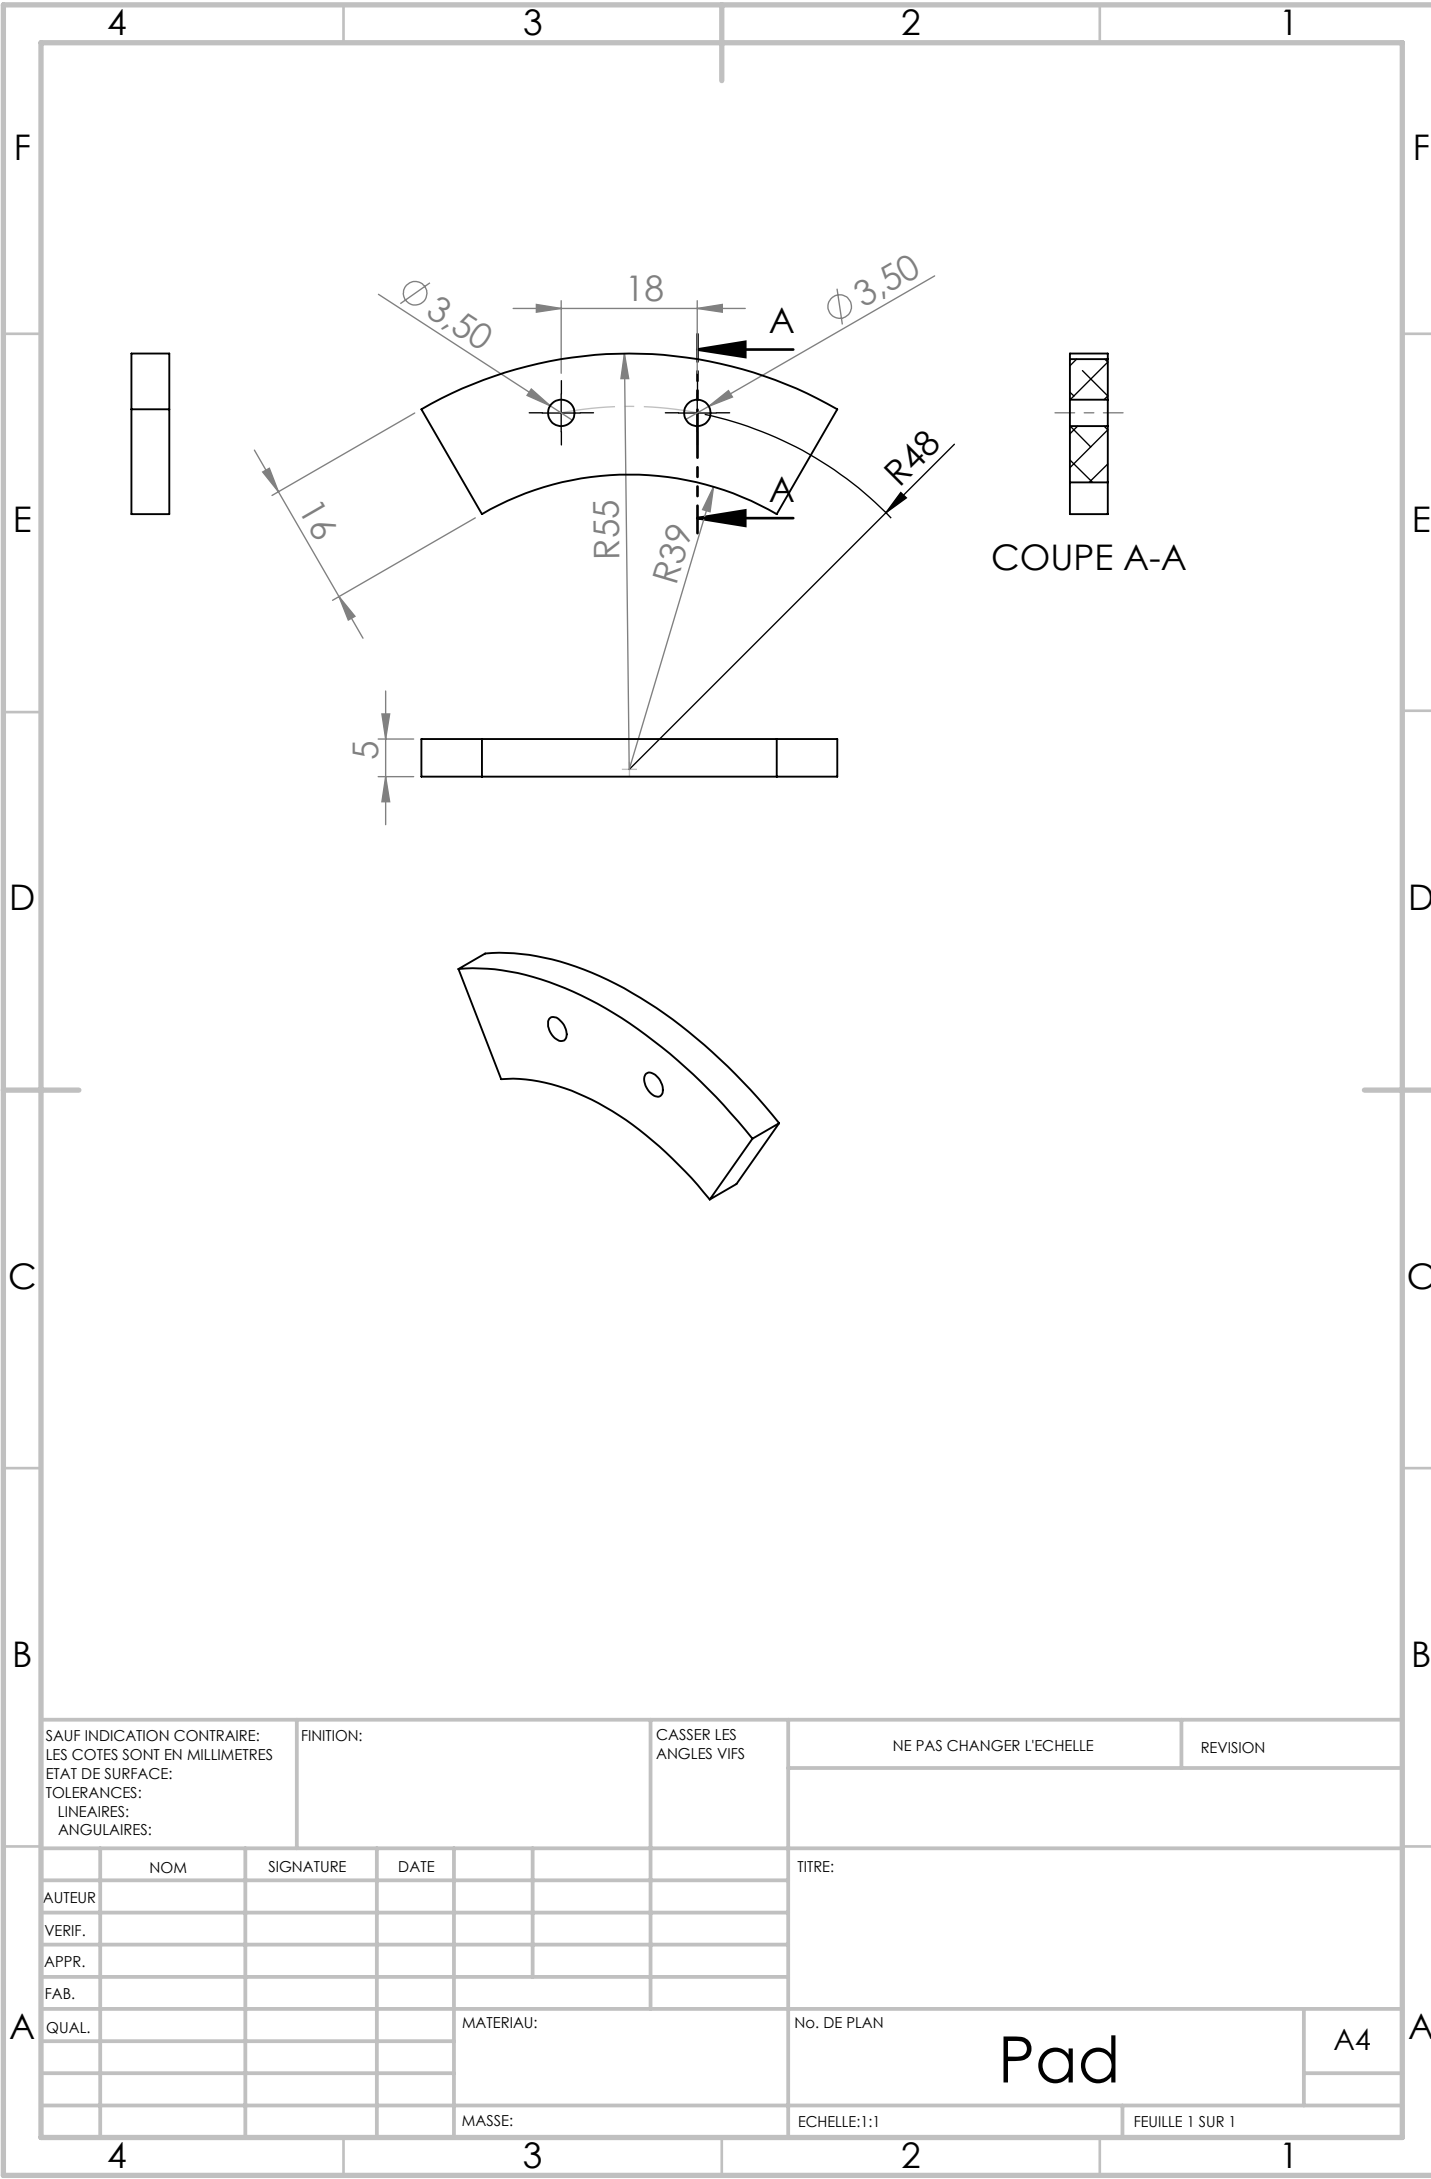 4 3 2 1
F F
18
Ø 3,50
Ø 3,50
A
R48
A
16
R55
R39
E E
COUPE A-A
5
D D
C C
B B
SAUF INDICATION CONTRAIRE:
LES COTES SONT EN MILLIMETRES
ETAT DE SURFACE:
TOLERANCES:
LINEAIRES:
ANGULAIRES:
FINITION:
CASSER LES
ANGLES VIFS
NE PAS CHANGER L'ECHELLE
REVISION
NOM SIGNATURE DATE
TITRE:
AUTEUR
VERIF.
APPR.
FAB.
QUAL.
MATERIAU:
No. DE PLAN
Pad
A4
A A
MASSE:
ECHELLE:1:1
FEUILLE 1 SUR 1
4 3 2 1